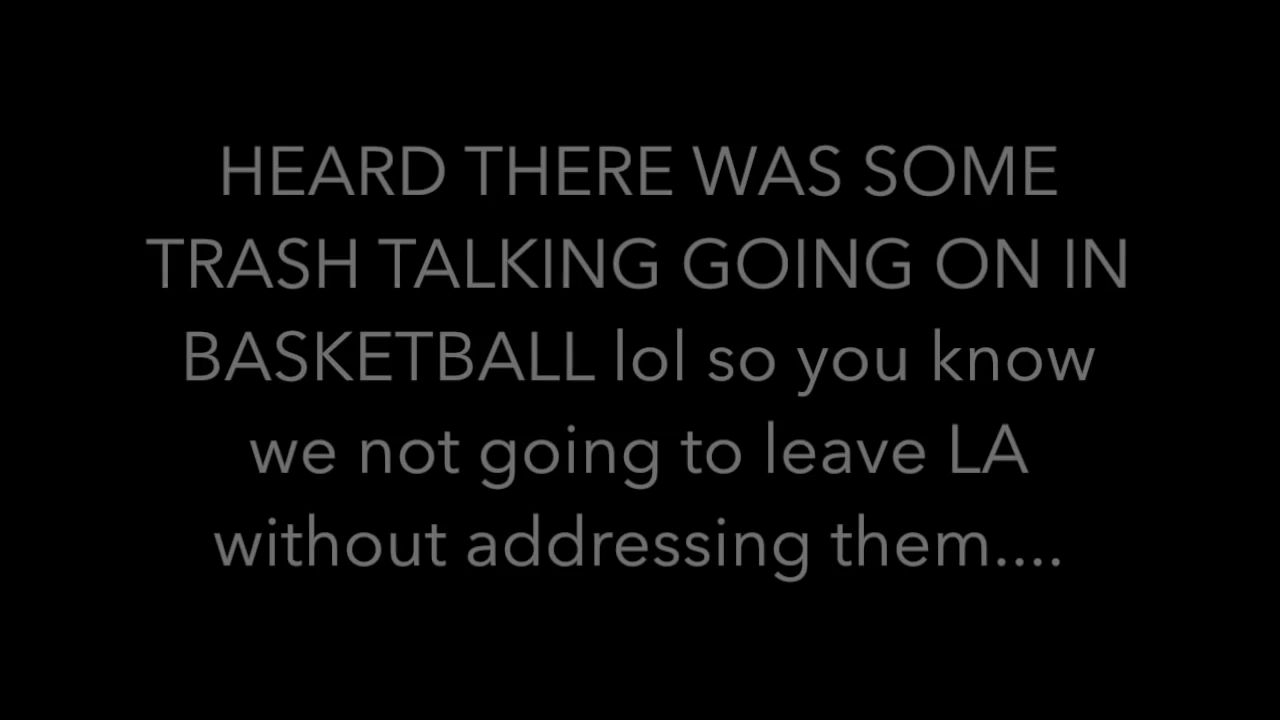 HEARD THERE WAS SOME
TRASH TALKING GOING ON IN
BASKETBALL lol so you know
we not going to leave LA
without addressing them....